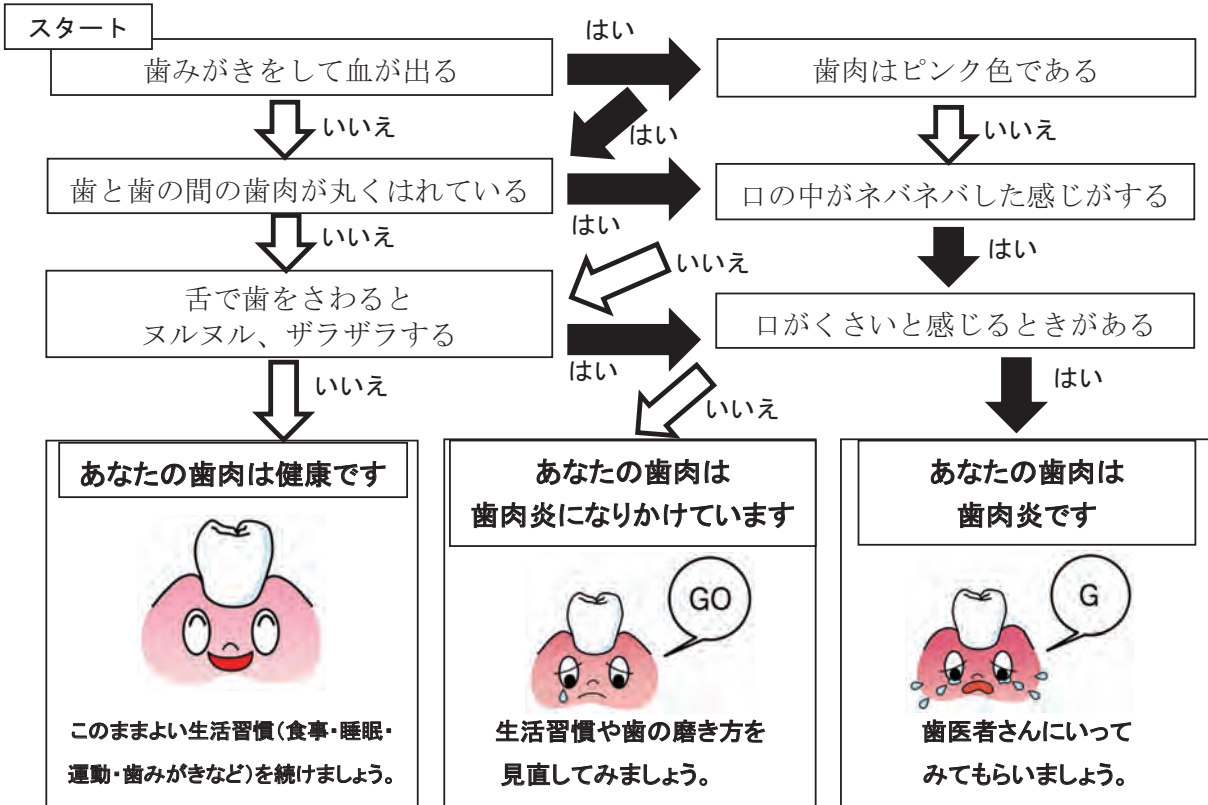 スタート
はい
歯みがきをして血が出る
歯肉はピンク色である
いいえ
はい
いいえ
歯と歯の間の歯肉が丸くはれている
口の中がネバネバした感じがする
はい
いいえ
いいえ
はい
舌で歯をさわると
ヌルヌル、ザラザラする
口がくさいと感じるときがある
はい
いいえ
いいえ
はい
あなたの歯肉は健康です
このままよい生活習慣(食事・睡眠・
運動・歯みがきなど)を続けましょう。
あなたの歯肉は
歯肉炎になりかけています
GO
生活習慣や歯の磨き方を
見直してみましょう。
あなたの歯肉は
歯肉炎です
G
歯医者さんにいって
みてもらいましょう。